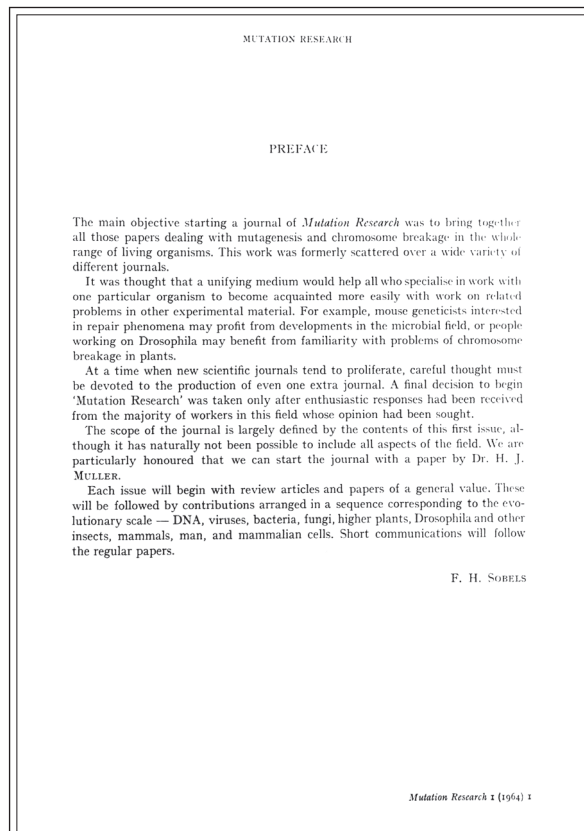 MUTATION RESEARCH
PREFACE
The main objective starting a journal of Mutation Research was to bring together
all those papers dealing with mutagenesis and chromosome breakage in the whole
range of living organisms. This work was formerly scattered over a wide variety of
different journals.
It was thought that a unifying medium would help all who specialise in work with
one particular organism to become acquainted more easily with work on related
problems in other experimental material. For example, mouse geneticists interested
in repair phenomena may profit from developments in the microbial field, or people
working on Drosophila may benefit from familiarity with problems of chromosome
breakage in plants.
At a time when new scientific journals tend to proliferate, careful thought must
be devoted to the production of even one extra journal. A final decision to begin
'Mutation Research' was taken only after enthusiastic responses had been received
from the majority of workers in this field whose opinion had been sought.
The scope of the journal is largely defined by the contents of this first issue, al-
though it has naturally not been possible to include all aspects of the field. We are
particularly honoured that we can start the journal with a paper by Dr. H. J.
MULLER.
Each issue will begin with review articles and papers of a general value. These
will be followed by contributions arranged in a sequence corresponding to the evo-
lutionary scale — DNA, viruses, bacteria, fungi, higher plants, Drosophila and other
insects, mammals, man, and mammalian cells. Short communications will follow
the regular papers.
F. H. SOBELS
Mutation Research 1 (1964) 1